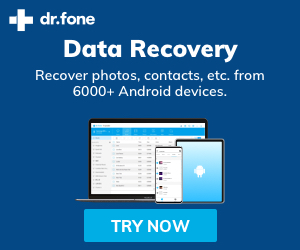 dr.fone
Data Recovery
Recover photos, contacts, etc. from
6000+ Android devices.
TRY NOW